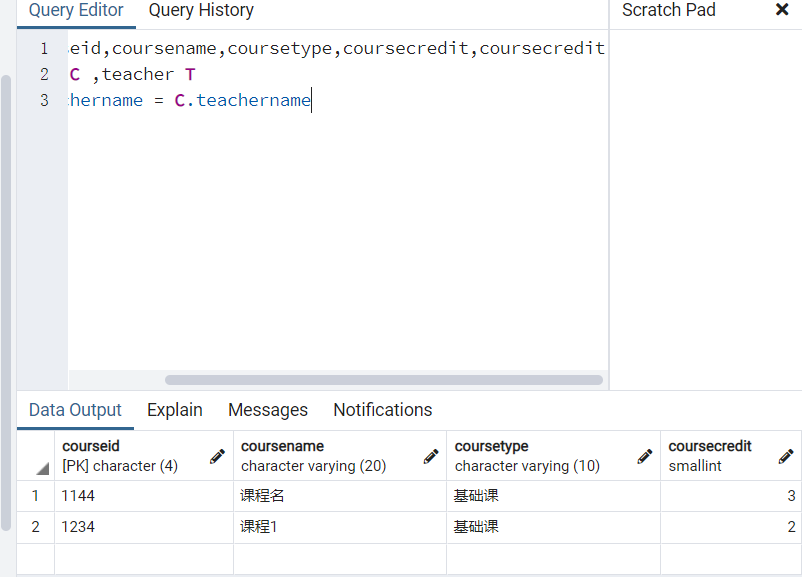 Query Editor Query History Scratch Pad
1 seid,coursename,coursetype,coursecredit,coursecredit
2 C ,teacher T
3 hername = C.teachername
Data Output Explain Messages Notifications
courseid coursename coursetype coursecredit
[PK] character (4) character varying (20) character varying (10) smallint
1 1144 课程名 基础课 3
2 1234 课程1 基础课 2